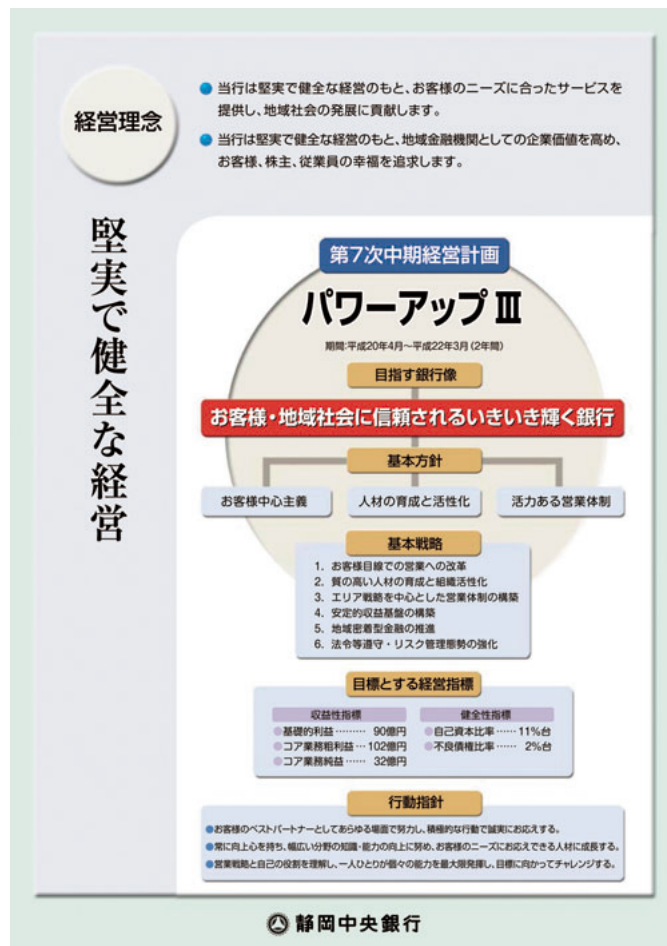 経営理念
● 当行は堅実で健全な経営のもと、お客様のニーズに合ったサービスを
提供し、地域社会の発展に貢献します。
● 当行は堅実で健全な経営のもと、地域金融機関としての企業価値を高め、
お客様、株主、従業員の幸福を追求します。
堅実で健全な経営
第7次中期経営計画
パワーアップⅢ
期間:平成20年4月～平成22年3月(2年間)
目指す銀行像
お客様・地域社会に信頼されるいきいき輝く銀行
基本方針
お客様中心主義
人材の育成と活性化
活力ある営業体制
基本戦略
1. お客様目線での営業への改革
2. 質の高い人材の育成と組織活性化
3. エリア戦略を中心とした営業体制の構築
4. 安定的収益基盤の構築
5. 地域密着型金融の推進
6. 法令等遵守・リスク管理態勢の強化
目標とする経営指標
収益性指標
●基礎的利益……… 90億円
●コア業務粗利益…102億円
●コア業務純益…… 32億円
健全性指標
●自己資本比率……11%台
●不良債権比率…… 2%台
行動指針
●お客様のベストパートナーとしてあらゆる場面で努力し、積極的な行動で誠実にお応えする。
●常に向上心を持ち、幅広い分野の知識・能力の向上に努め、お客様のニーズにお応えできる人材に成長する。
●営業戦略と自己の役割を理解し、一人ひとりが個々の能力を最大限発揮し、目標に向かってチャレンジする。
静岡中央銀行